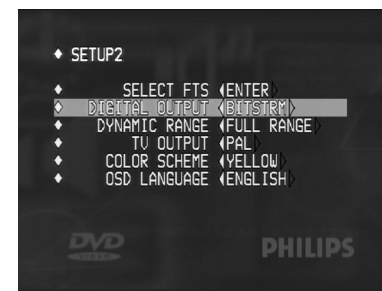 SETUP2
SELECT FTS ENTER
DIGITAL OUTPUT BITSTRM
DYNAMIC RANGE FULL RANGE
TV OUTPUT PAL
COLOR SCHEME YELLOW
OSD LANGUAGE ENGLISH
DVD PHILIPS
VIDEO